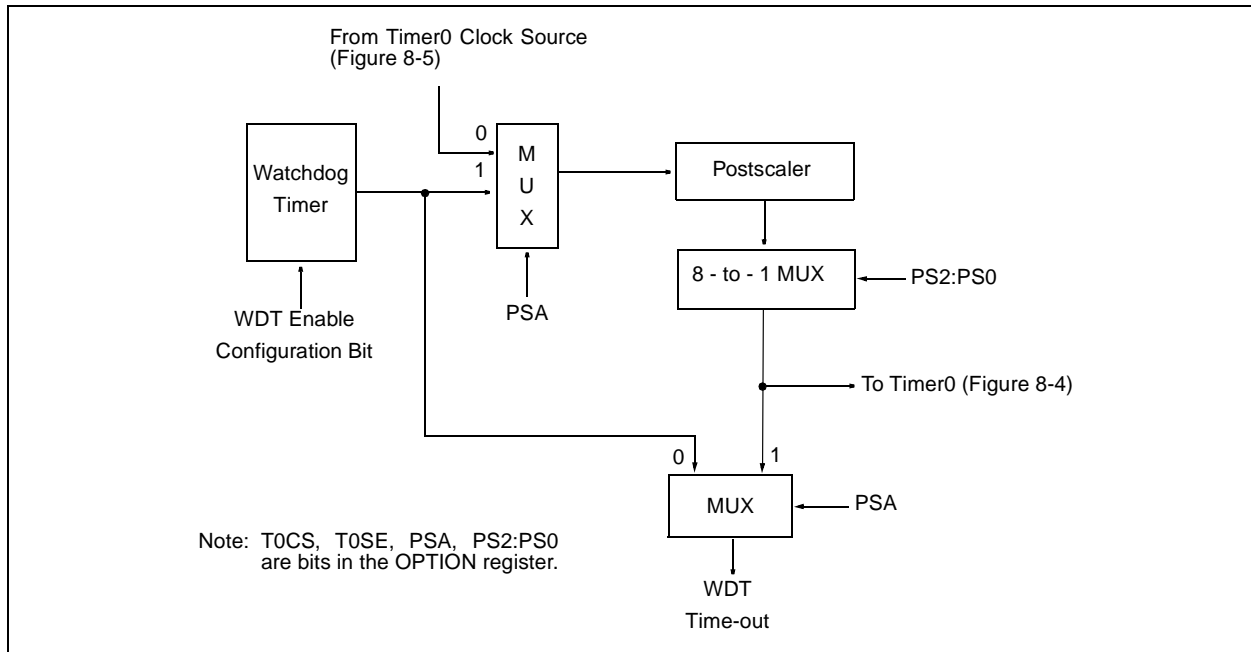 From Timer0 Clock Source
(Figure 8-5)
0
1
M
U
X
Watchdog
Timer
Postscaler
8 - to - 1 MUX
PS2:PS0
PSA
WDT Enable
Configuration Bit
To Timer0 (Figure 8-4)
0
1
MUX
PSA
Note: T0CS, T0SE, PSA, PS2:PS0
are bits in the OPTION register.
WDT
Time-out